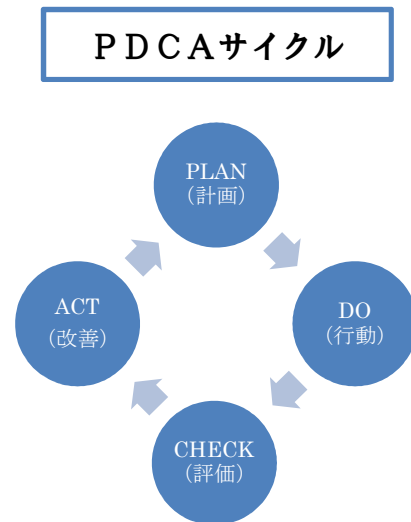 PDCAサイクル
PLAN
(計画)
DO
(行動)
CHECK
(評価)
ACT
(改善)